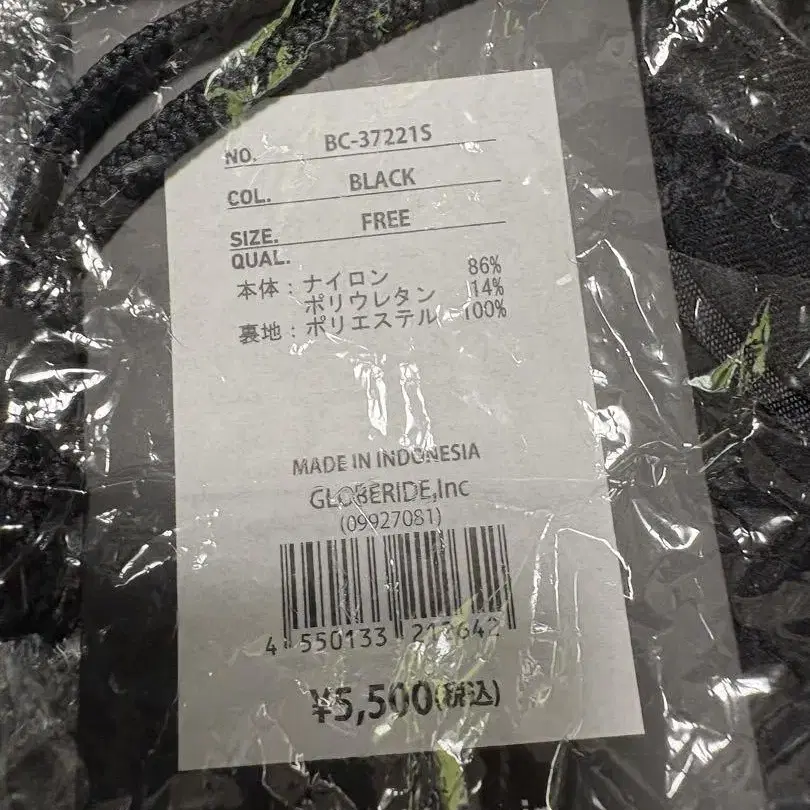 NO. BC-37221S
COL. BLACK
SIZE. FREE
QUAL.
本体：ナイロン 86%
ポリウレタン 14%
裏地：ポリエステル 100%
MADE IN INDONESIA
GLOBERIDE,Inc
(09927081)
4 550133
¥5,500(税込)